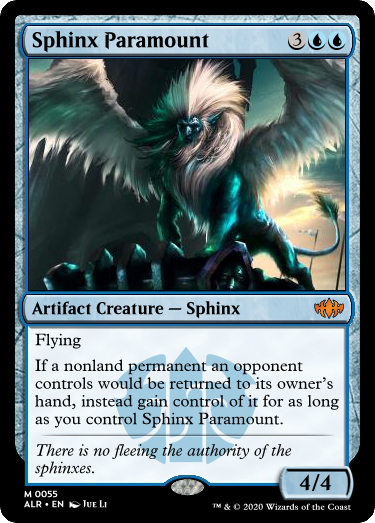 Sphinx Paramount 3
Artifact Creature — Sphinx
Flying
If a nonland permanent an opponent
controls would be returned to its owner's
hand, instead gain control of it for as long
as you control Sphinx Paramount.
There is no fleeing the authority of the
sphinxes.
4/4
M 0055
ALR • EN Jue Li
™ & © 2020 Wizards of the Coast